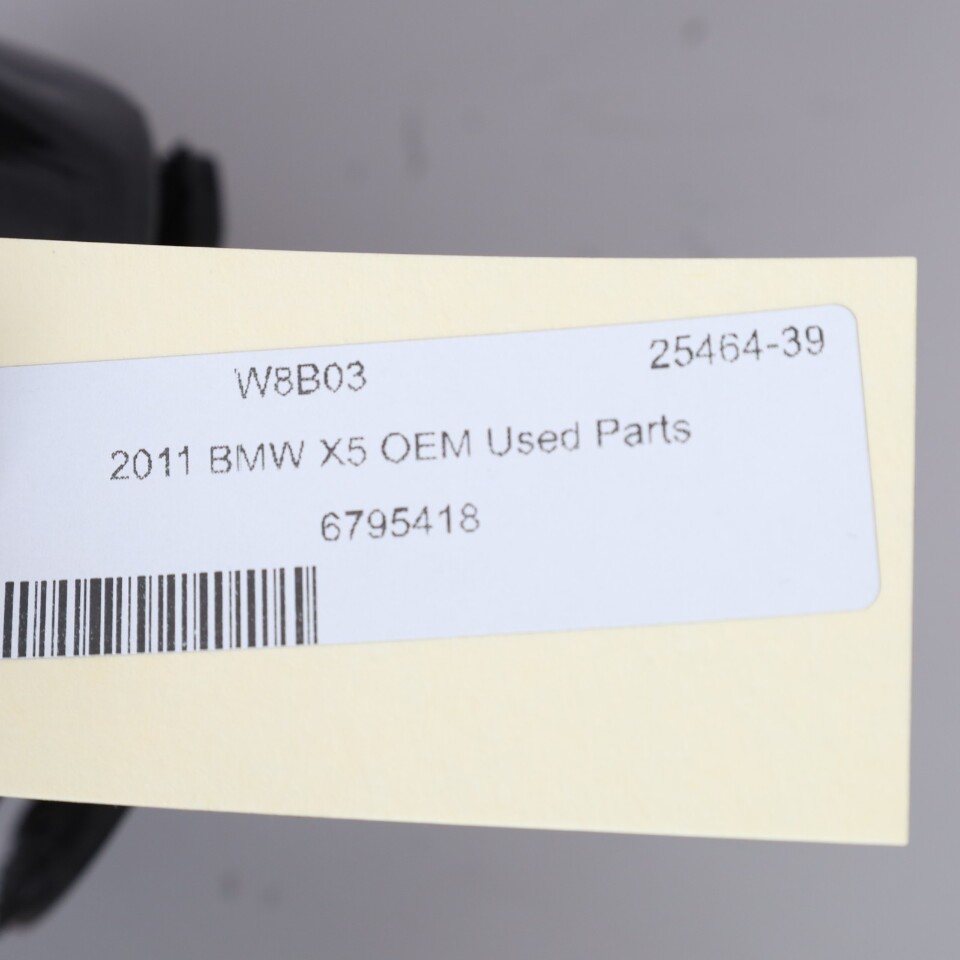 W8B03 25464-39
2011 BMW X5 OEM Used Parts
6795418